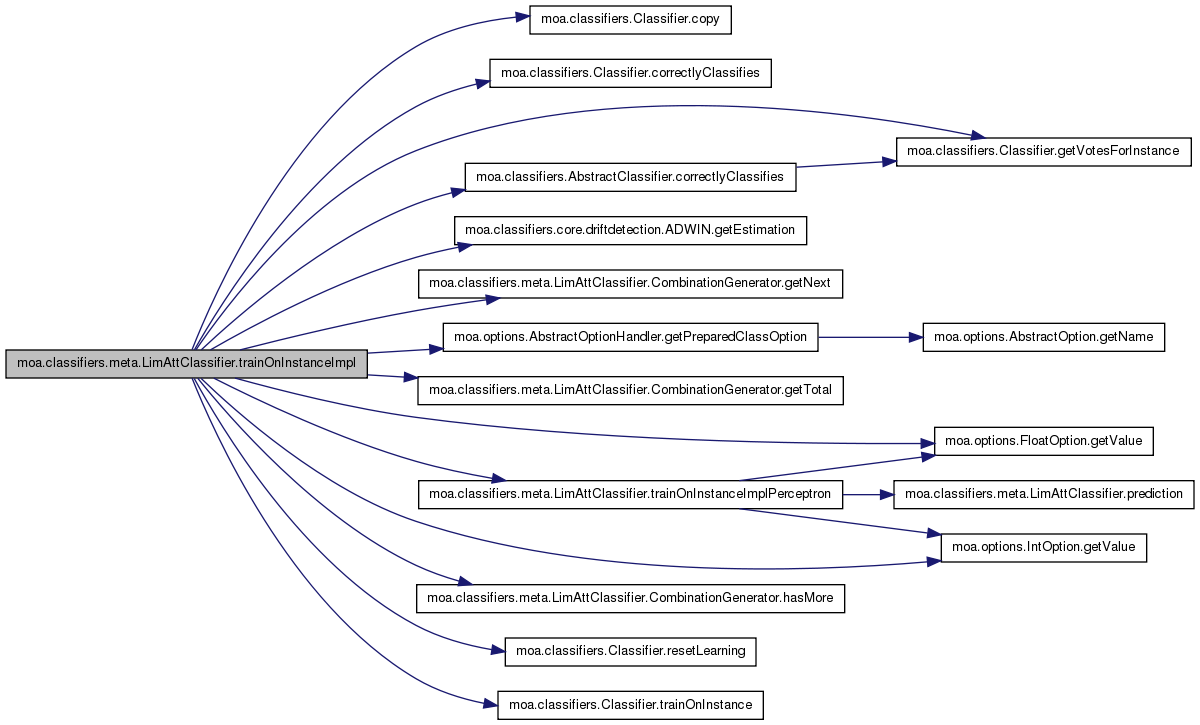 moa.classifiers.Classifier.copy
moa.classifiers.Classifier.correctlyClassifies
moa.classifiers.Classifier.getVotesForInstance
moa.classifiers.AbstractClassifier.correctlyClassifies
moa.classifiers.core.driftdetection.ADWIN.getEstimation
moa.classifiers.meta.LimAttClassifier.CombinationGenerator.getNext
moa.options.AbstractOptionHandler.getPreparedClassOption
moa.options.AbstractOption.getName
moa.classifiers.meta.LimAttClassifier.trainOnInstanceImpl
moa.classifiers.meta.LimAttClassifier.CombinationGenerator.getTotal
moa.options.FloatOption.getValue
moa.classifiers.meta.LimAttClassifier.trainOnInstanceImplPerceptron
moa.classifiers.meta.LimAttClassifier.prediction
moa.options.IntOption.getValue
moa.classifiers.meta.LimAttClassifier.CombinationGenerator.hasMore
moa.classifiers.Classifier.resetLearning
moa.classifiers.Classifier.trainOnInstance